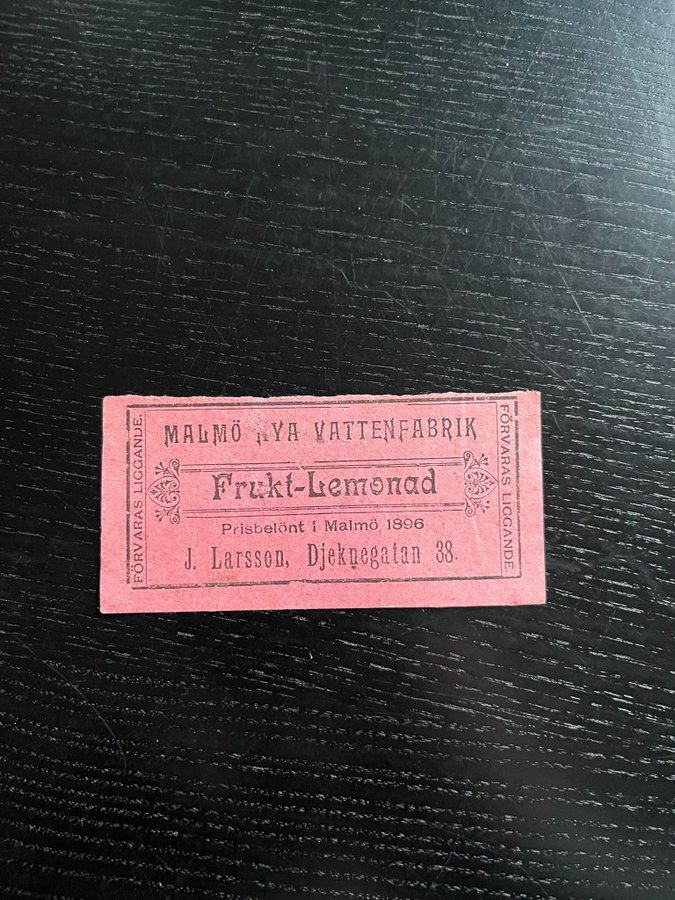 MALMÖ NYA VATTENFABRIK
Frukt-Lemonad
Prisbelönt i Malmö 1896
J. Larsson, Djeknegatan 38.
FÖRVARAS LIGGANDE.
FÖRVARAS LIGGANDE